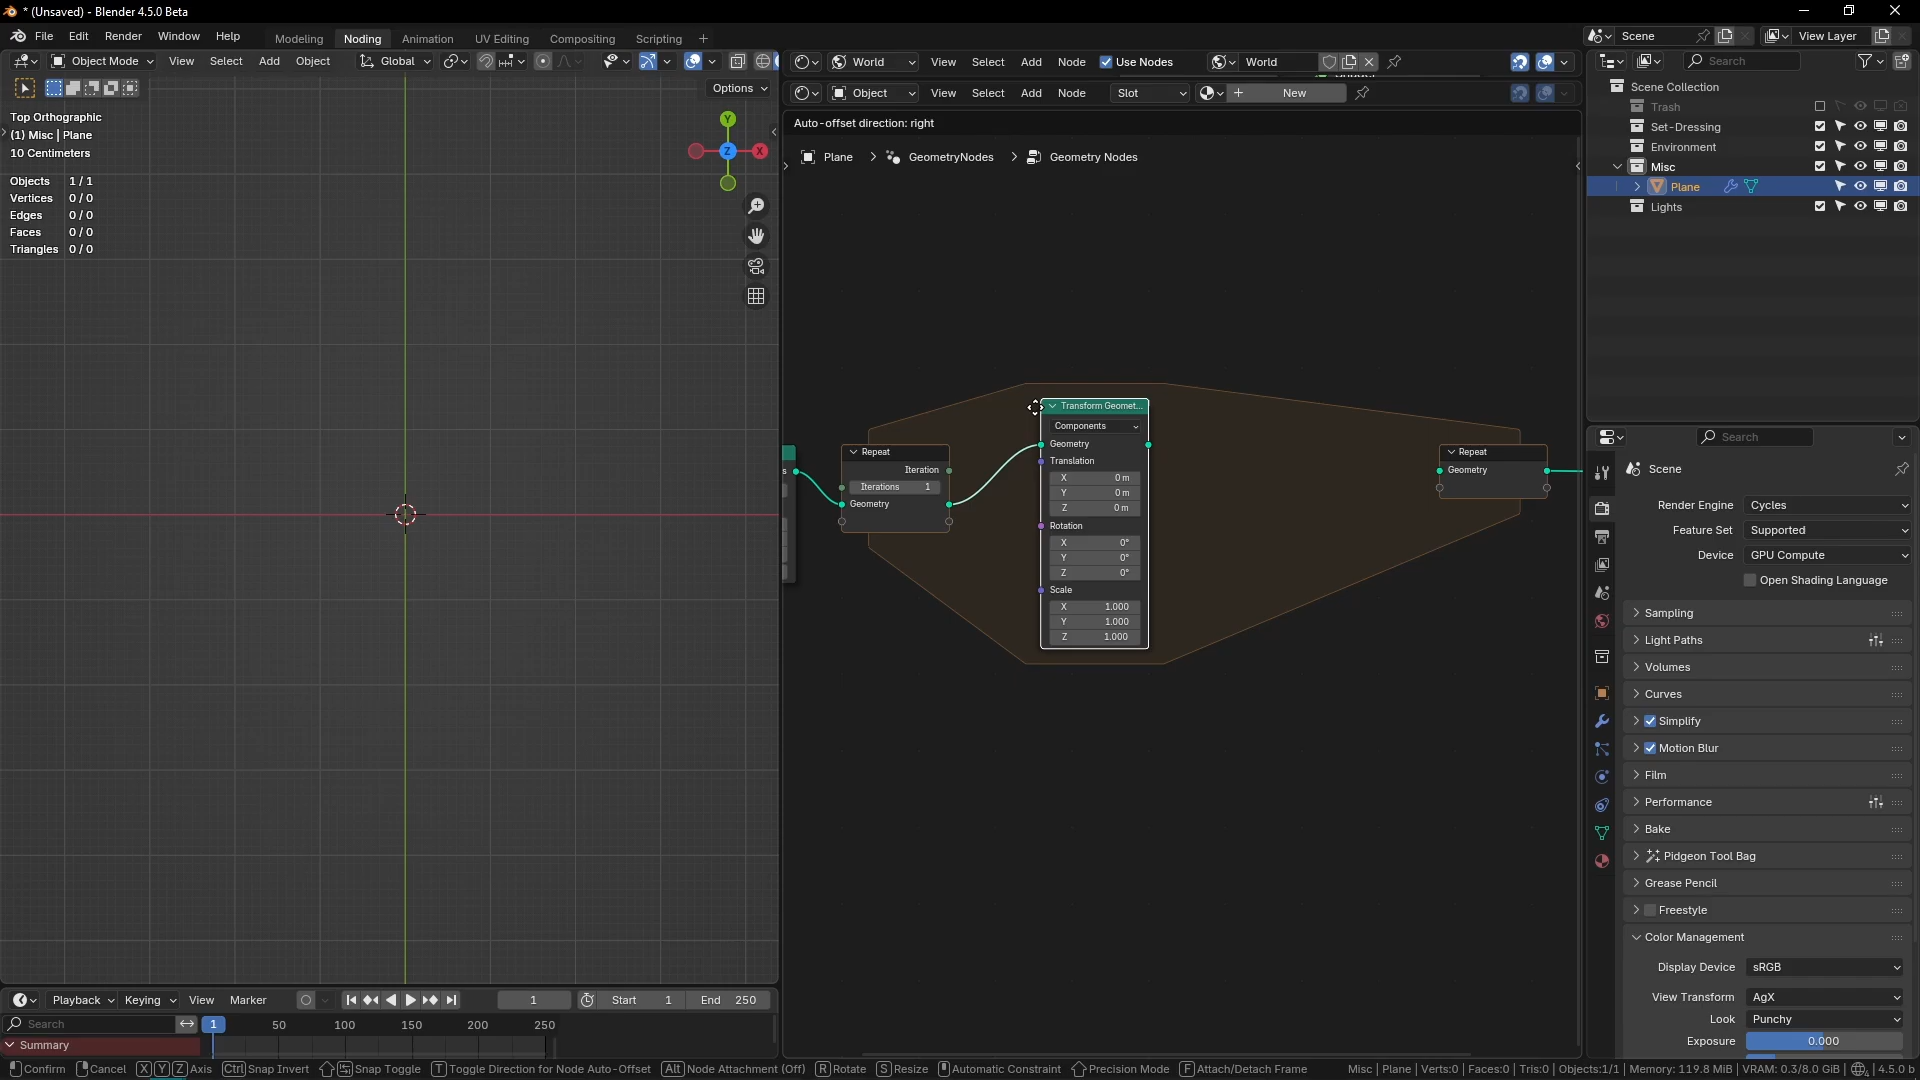 * (Unsaved) - Blender 4.5.0 Beta
File Edit Render Window Help
Modeling Noding Animation UV Editing Compositing Scripting
Scene View Layer
Object Mode View Select Add Object Global
World View Select Add Node Use Nodes World
Search
Options
Object View Select Add Node Slot New
Auto-offset direction: right
Plane > GeometryNodes > Geometry Nodes
Top Orthographic
(1) Misc | Plane
10 Centimeters
Objects 1 / 1
Vertices 0 / 0
Edges 0 / 0
Faces 0 / 0
Triangles 0 / 0
Y
Z X
Scene Collection
Trash
Set-Dressing
Environment
Misc
Plane
Lights
s
Repeat
Iteration
Iterations 1
Geometry
Transform Geomet...
Components
Geometry
Translation
X 0 m
Y 0 m
Z 0 m
Rotation
X 0°
Y 0°
Z 0°
Scale
X 1.000
Y 1.000
Z 1.000
Repeat
Geometry
Search
Scene
Render Engine Cycles
Feature Set Supported
Device GPU Compute
Open Shading Language
Sampling
Light Paths
Volumes
Curves
Simplify
Motion Blur
Film
Performance
Bake
Pidgeon Tool Bag
Grease Pencil
Freestyle
Color Management
Display Device sRGB
View Transform AgX
Look Punchy
Exposure 0.000
Playback Keying View Marker 1 Start 1 End 250
Search 1 50 100 150 200 250
Summary
Confirm Cancel X Y Z Axis Ctrl Snap Invert Snap Toggle T Toggle Direction for Node Auto-Offset Alt Node Attachment (Off) R Rotate S Resize Automatic Constraint Precision Mode F Attach/Detach Frame Misc | Plane | Verts:0 | Faces:0 | Tris:0 | Objects:1/1 | Memory: 119.8 MiB | VRAM: 0.3/8.0 GiB | 4.5.0 b